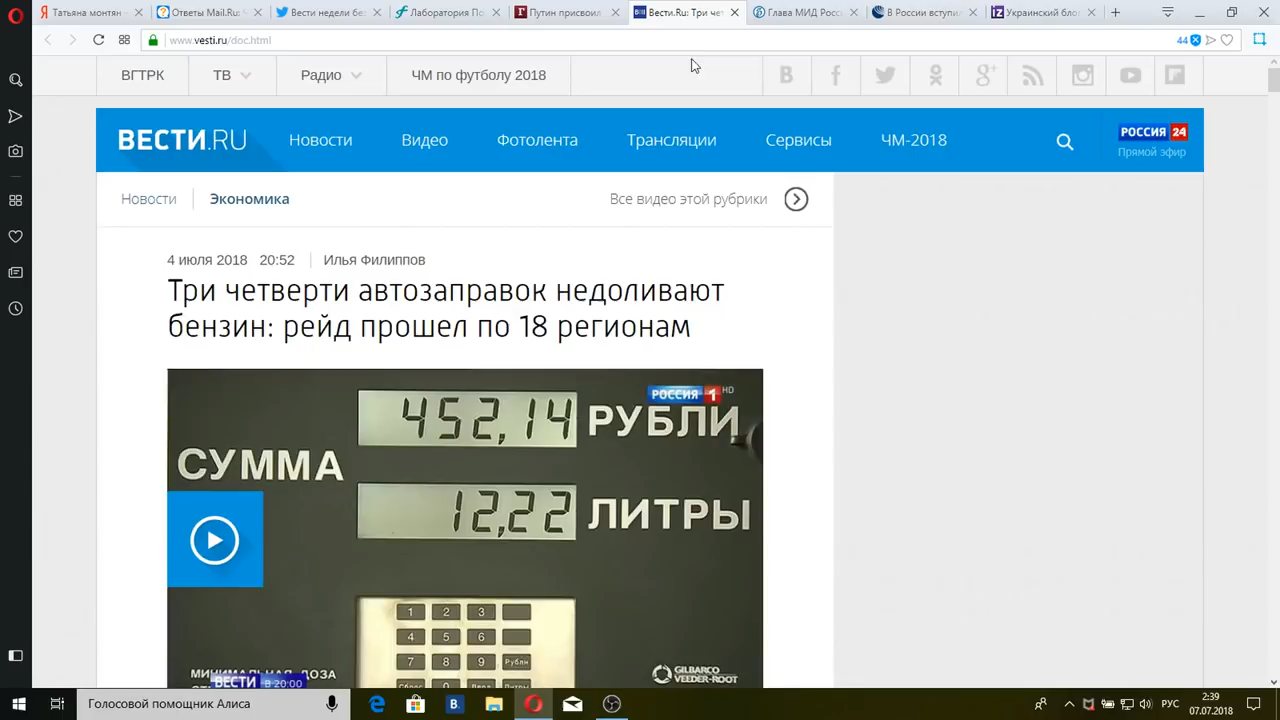 Татьяна монтян
Ответы Mail.Ru:
Вести недели без
Лаборатория По
Путин присвоил
Вести.Ru: Три чет
Глава МИД Росс
В России вступил
Украинский блог
www.vesti.ru/doc.html
44
ВГТРК
ТВ
Радио
ЧМ по футболу 2018
ВЕСТИ.RU
Новости
Видео
Фотолента
Трансляции
Сервисы
ЧМ-2018
РОССИЯ 24
Прямой эфир
Новости
Экономика
Все видео этой рубрики
4 июля 2018 20:52
Илья Филиппов
Три четверти автозаправок недоливают
бензин: рейд прошел по 18 регионам
РОССИЯ 1 HD
452,14 РУБЛИ
СУММА
12,22 ЛИТРЫ
1 2 3
4 5 6
7 8 9 Рубли
МИНИМАЛЬНАЯ ДОЗА
ВЕСТИ В 20:00
GILBARCO
VEEDER-ROOT
Голосовой помощник Алиса
РУС
2:39
07.07.2018